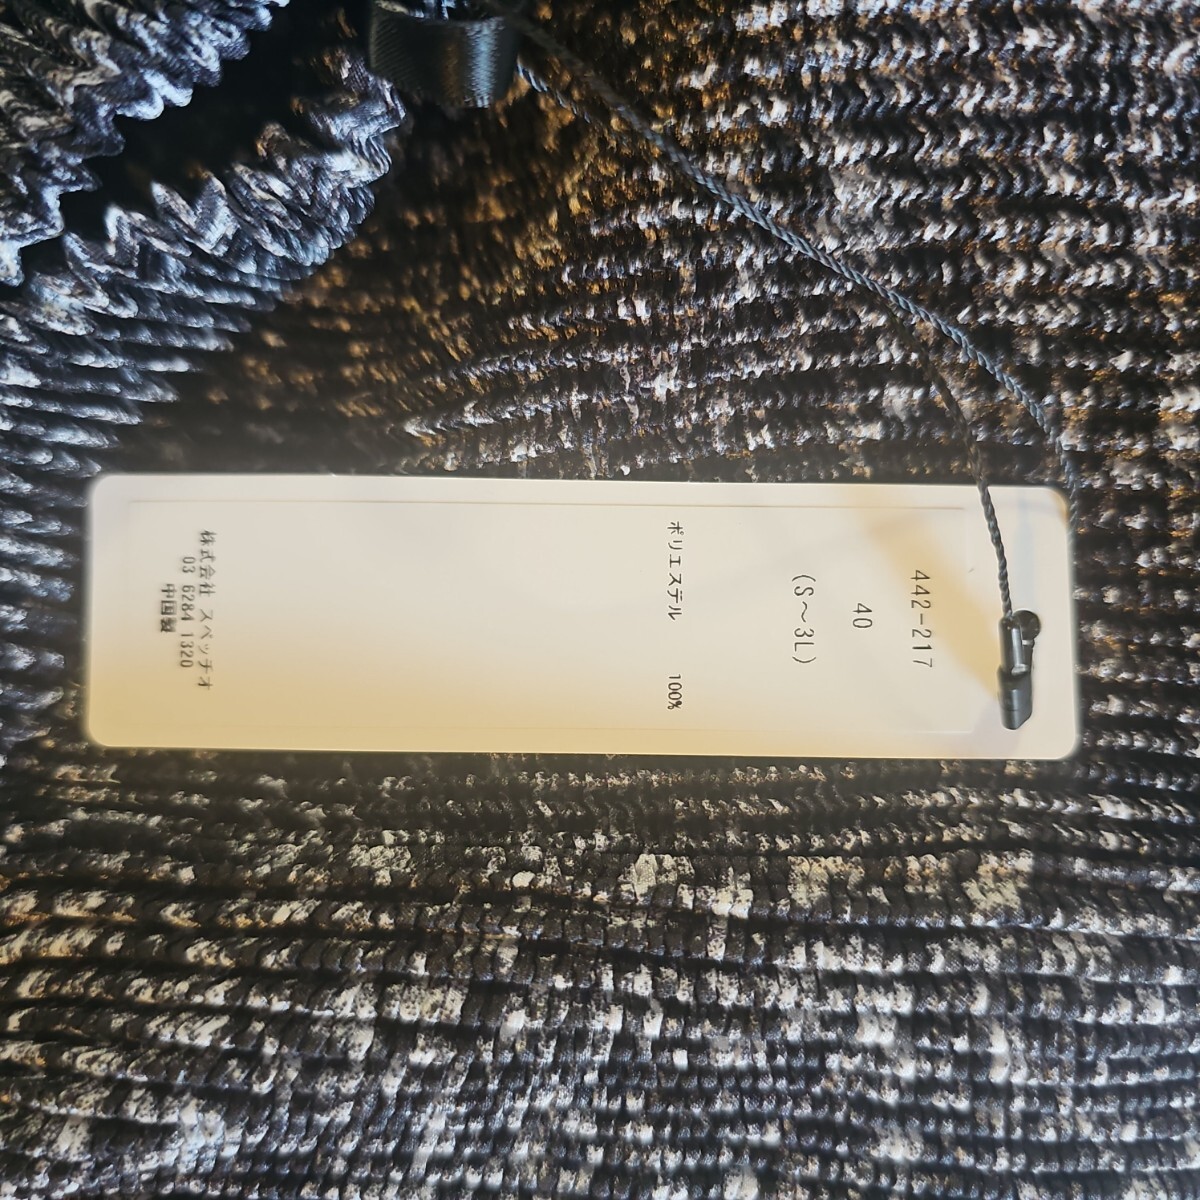 442-217
40
(S～3L)
ポリエステル 100%
株式会社 スペッチオ
03 6284 1320
中国製